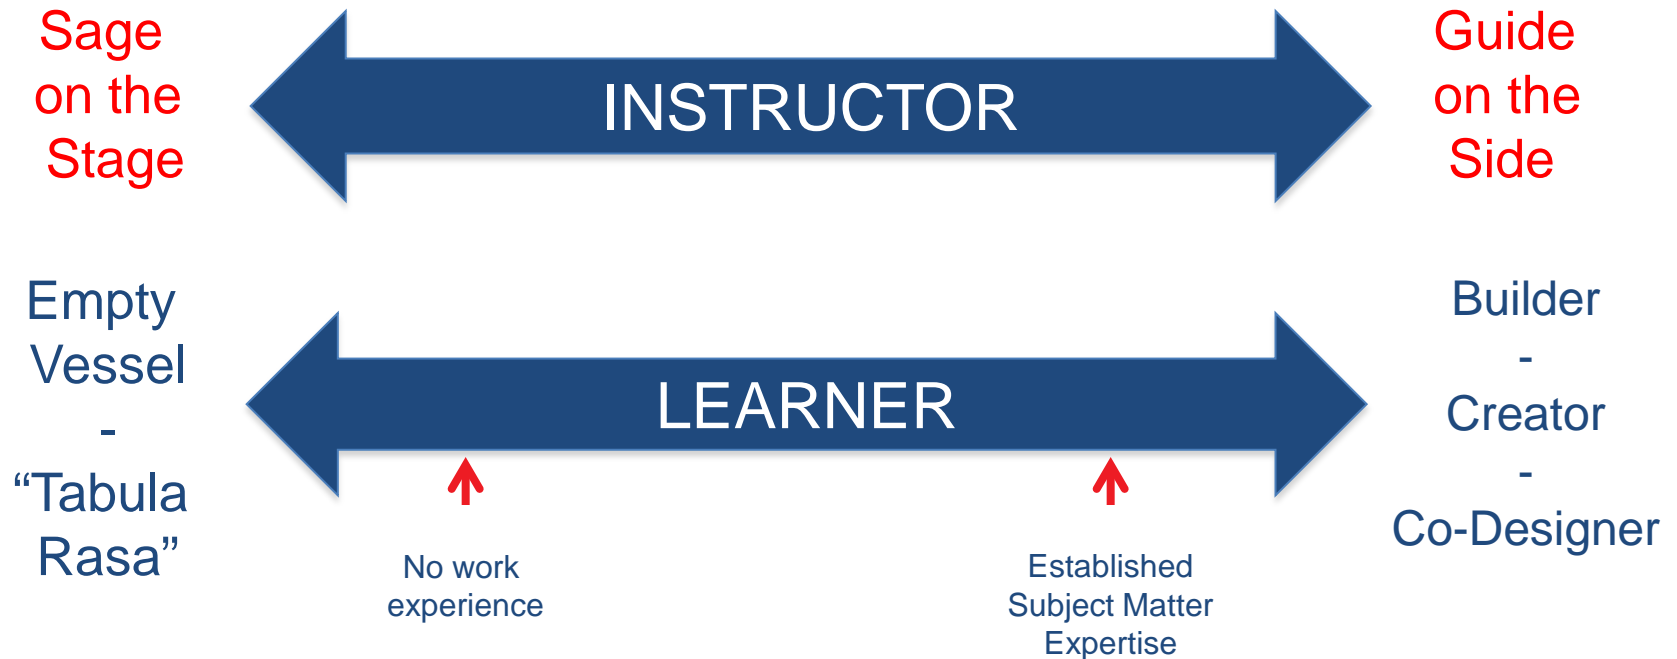 Sage
on the
Stage
INSTRUCTOR
Guide
on the
Side
Empty
Vessel
-
“Tabula
Rasa”
LEARNER
Builder
-
Creator
-
Co-Designer
No work
experience
Established
Subject Matter
Expertise